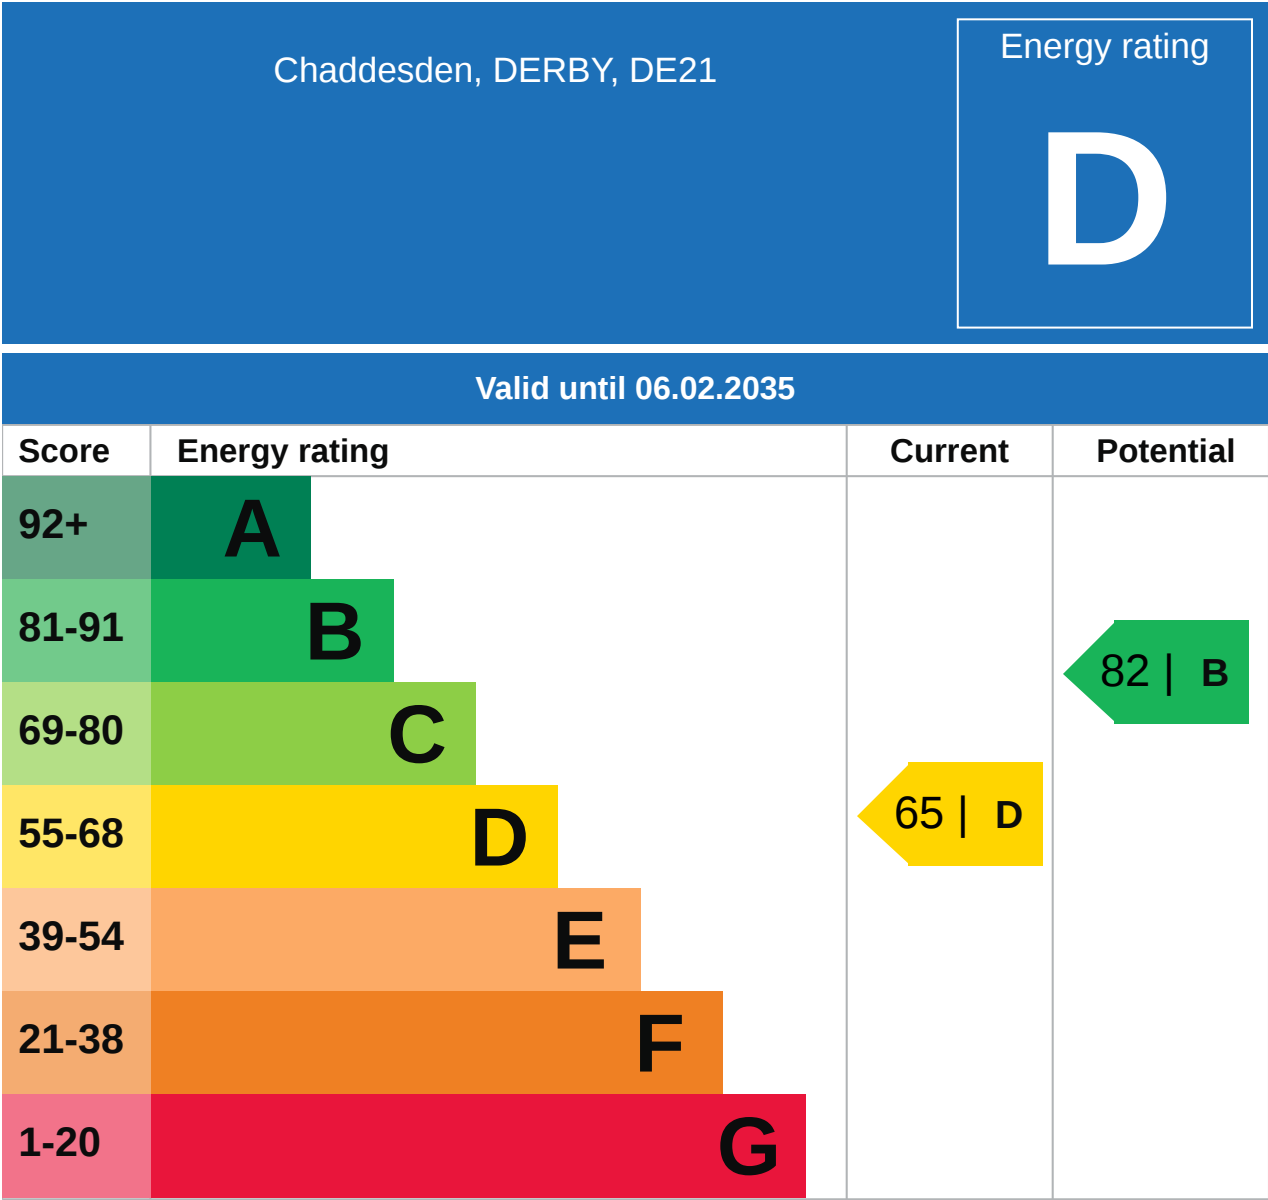 Chaddesden, DERBY, DE21
Energy rating
D
Valid until 06.02.2035
Score Energy rating Current Potential
92+ A
81-91 B
82 | B
69-80 C
65 | D
55-68 D
39-54 E
21-38 F
1-20 G